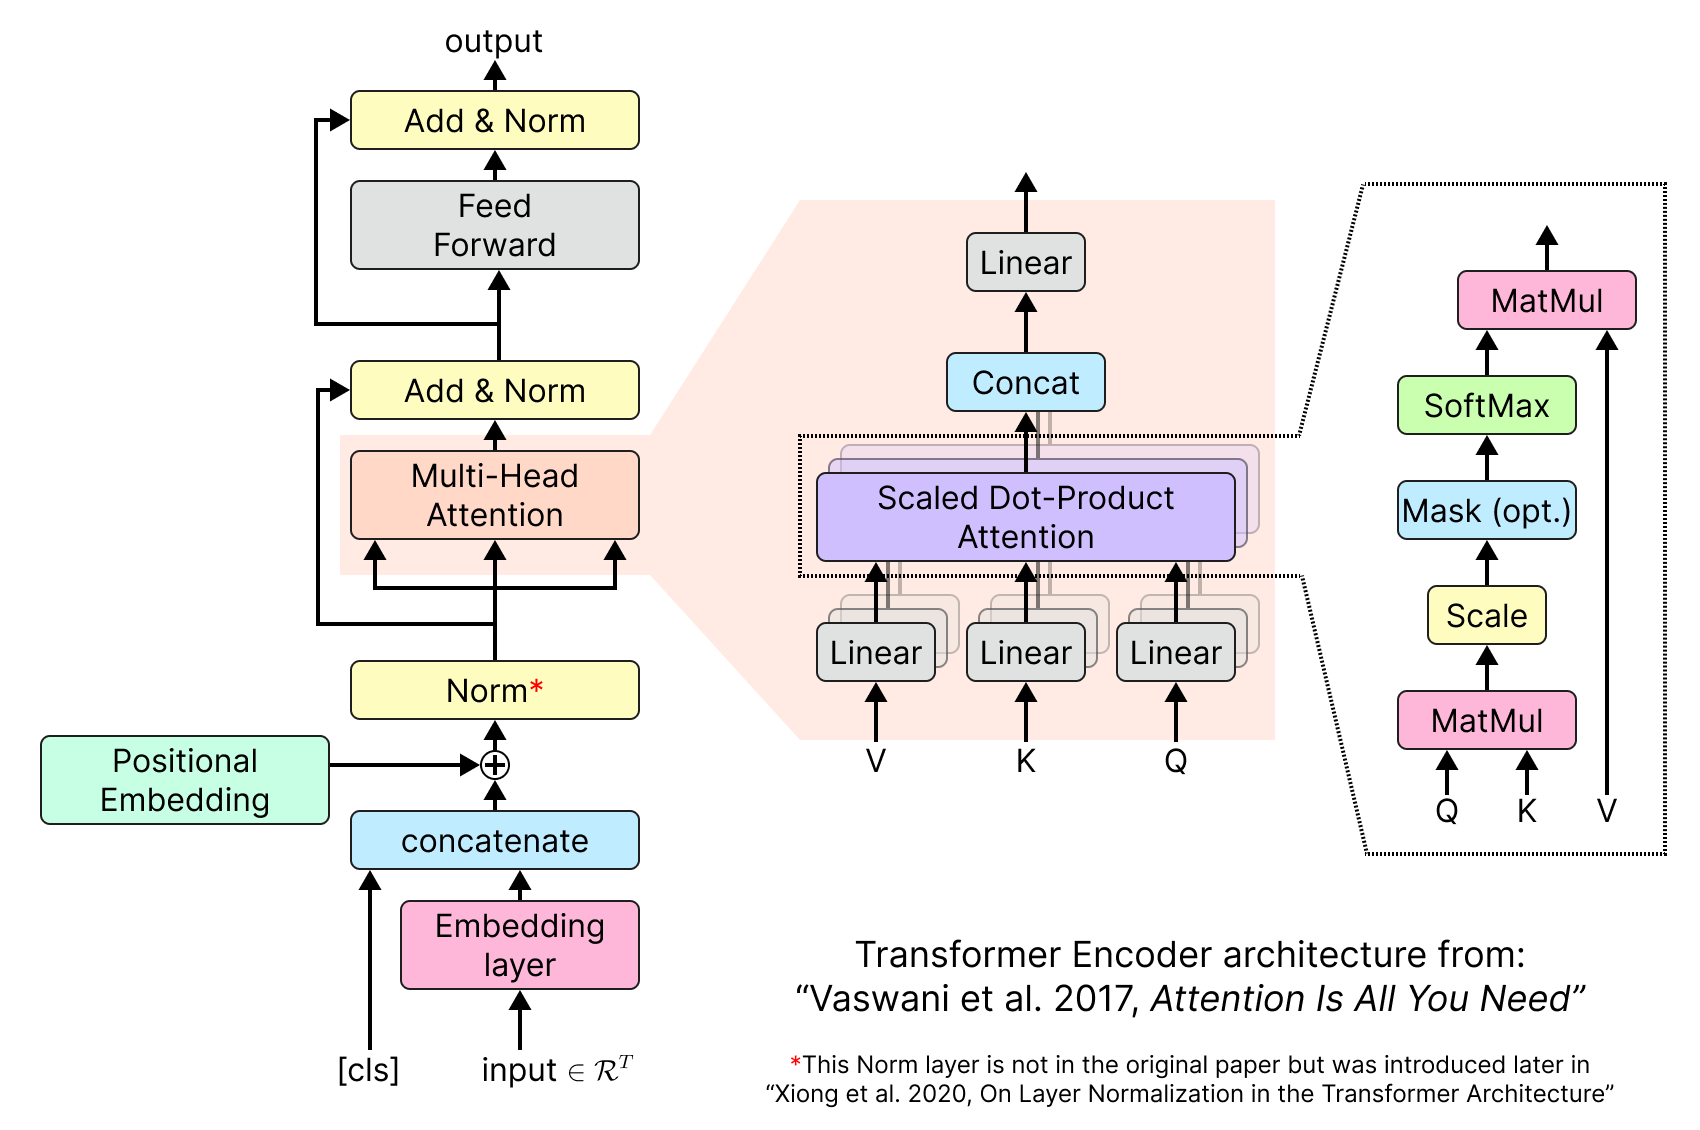 output
Add & Norm
Feed
Forward
Add & Norm
Multi-Head
Attention
Norm*
Positional
Embedding
concatenate
Embedding
layer
[cls]
input ∈ ℛᵀ
Linear
Concat
Scaled Dot-Product
Attention
Linear
Linear
Linear
V
K
Q
MatMul
SoftMax
Mask (opt.)
Scale
MatMul
Q
K
V
Transformer Encoder architecture from:
“Vaswani et al. 2017, Attention Is All You Need”
*This Norm layer is not in the original paper but was introduced later in
“Xiong et al. 2020, On Layer Normalization in the Transformer Architecture”